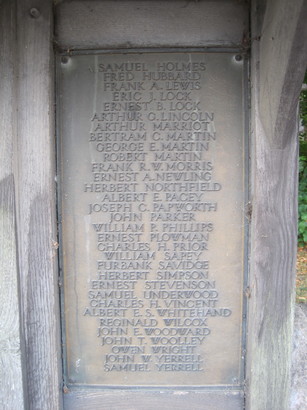 SAMUEL HOLMES
FRED HUBBARD
FRANK A. LEWIS
ERIC J. LOCK
ERNEST B. LOCK
ARTHUR O. LINCOLN
ARTHUR MARRIOT
BERTRAM C. MARTIN
GEORGE E. MARTIN
ROBERT MARTIN
FRANK R. W. MORRIS
ERNEST A. NEWLING
HERBERT NORTHFIELD
ALBERT E. PAGEY
JOSEPH C. PAPWORTH
JOHN PARKER
WILLIAM P. PHILLIPS
ERNEST PLOWMAN
CHARLES H. PRIOR
WILLIAM SAPEY
FURBANK SAVIDGE
HERBERT SIMPSON
ERNEST STEVENSON
SAMUEL UNDERWOOD
CHARLES H. VINCENT
ALBERT E. S. WHITEHAND
REGINALD WILCOX
JOHN E. WOODWARD
JOHN T. WOOLLEY
OWEN WRIGHT
JOHN W. YERRELL
SAMUEL YERRELL